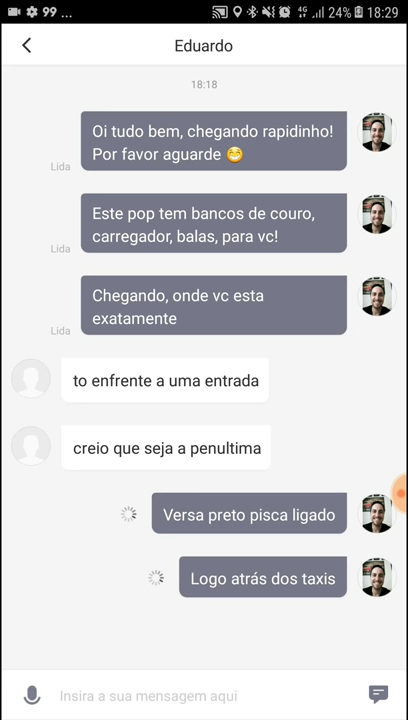 99 ...
4G
24%
18:29
Eduardo
18:18
Oi tudo bem, chegando rapidinho!
Por favor aguarde 😁
Lida
Este pop tem bancos de couro,
carregador, balas, para vc!
Lida
Chegando, onde vc esta
exatamente
Lida
to enfrente a uma entrada
creio que seja a penultima
Versa preto pisca ligado
Logo atrás dos taxis
Insira a sua mensagem aqui